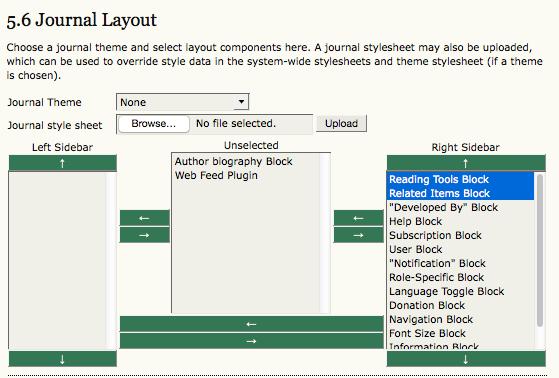 5.6 Journal Layout
Choose a journal theme and select layout components here. A journal stylesheet may also be uploaded,
which can be used to override style data in the system-wide stylesheets and theme stylesheet (if a theme
is chosen).
Journal Theme None
Journal style sheet Browse... No file selected. Upload
Left Sidebar Unselected Right Sidebar
↑ ↑
Author biography Block
Web Feed Plugin
Reading Tools Block
Related Items Block
"Developed By" Block
Help Block
Subscription Block
User Block
"Notification" Block
Role-Specific Block
Language Toggle Block
Donation Block
Navigation Block
Font Size Block
Information Block
← ←
→ →
←
→
↓ ↓